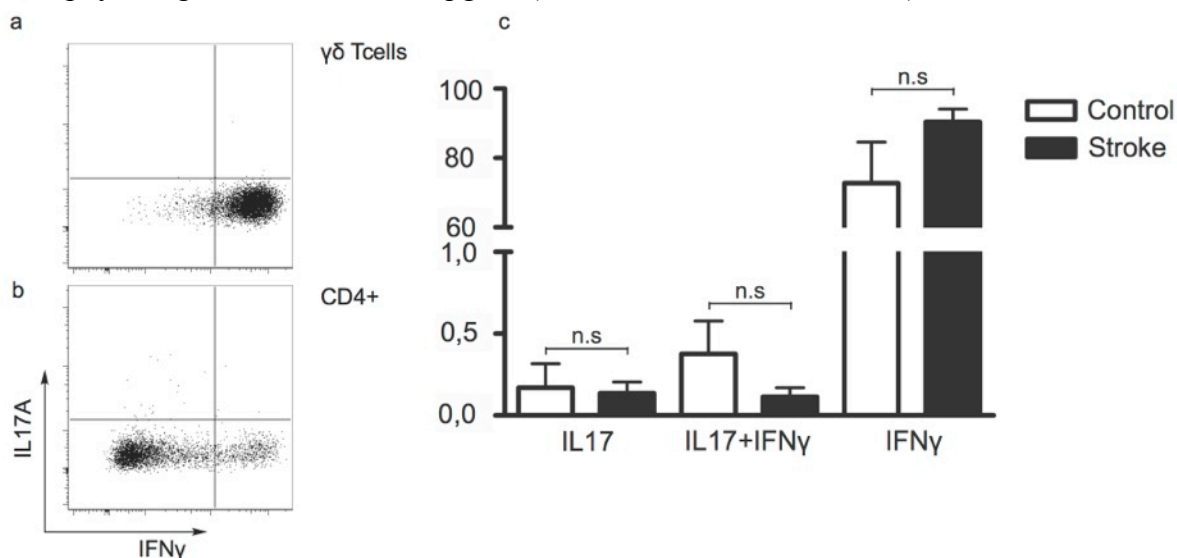 a
γδ Tcells
b
CD4+
IL17A
IFNγ
c
100
80
60
1,0
0,5
0,0
n.s
n.s
n.s
IL17
IL17+IFNγ
IFNγ
Control
Stroke